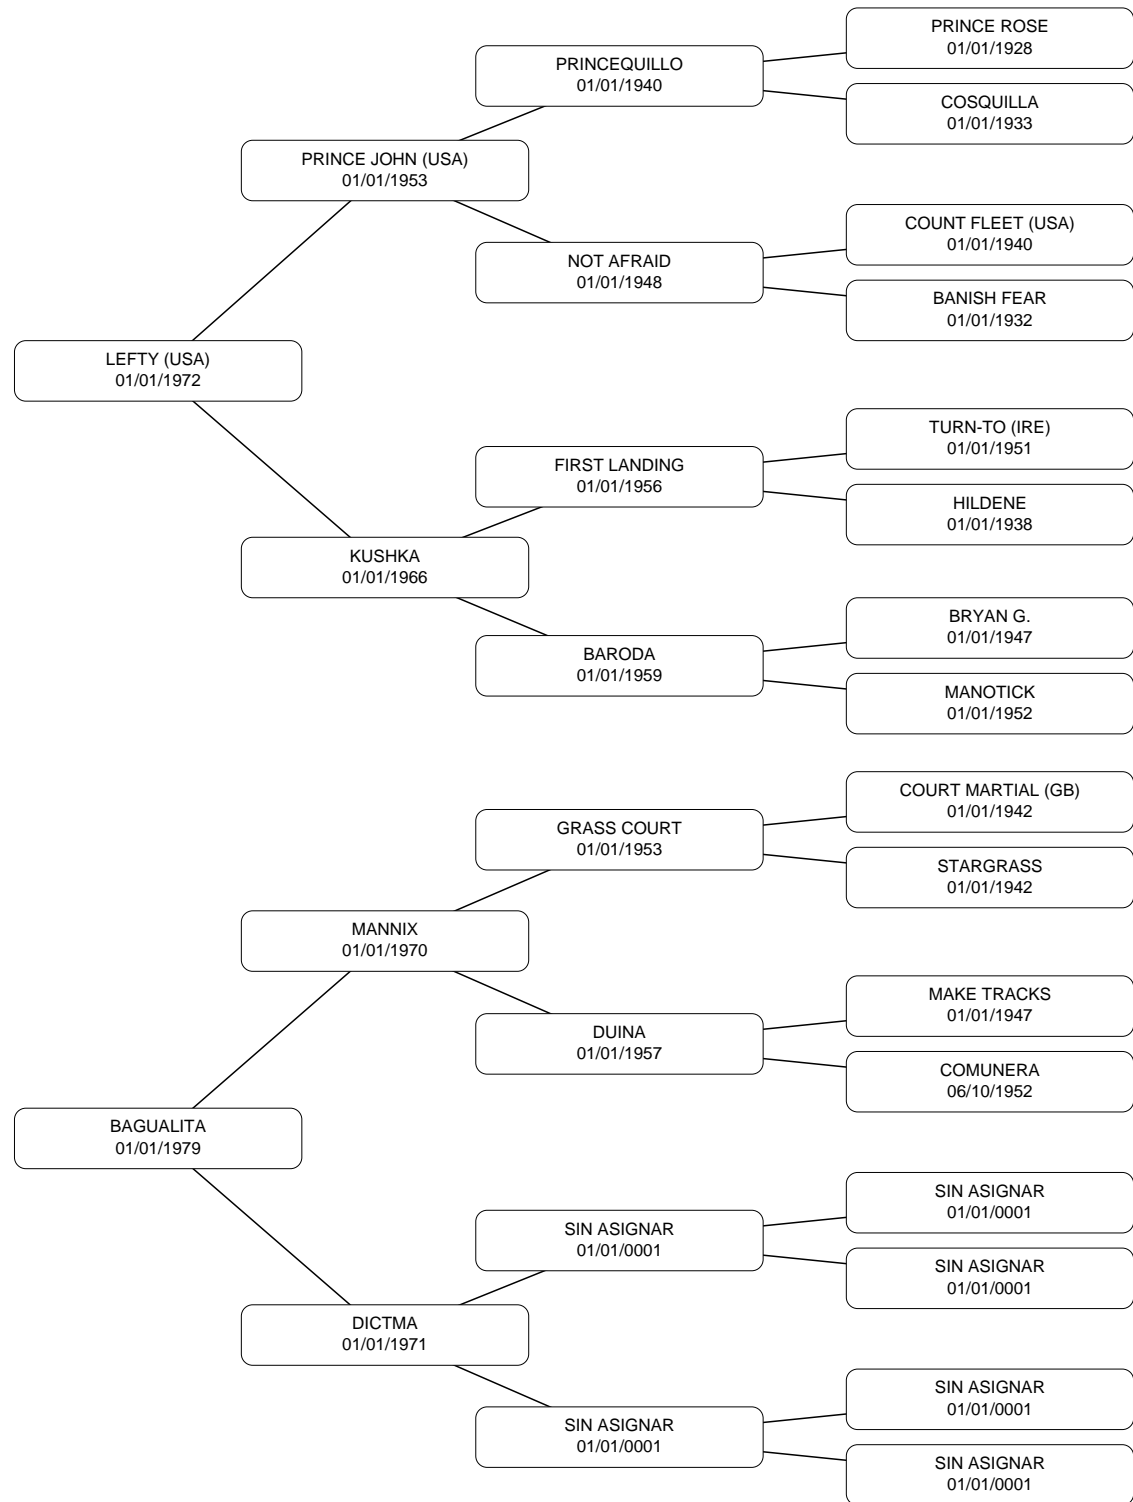 PRINCE ROSE
01/01/1928
PRINCEQUILLO
01/01/1940
COSQUILLA
01/01/1933
PRINCE JOHN (USA)
01/01/1953
COUNT FLEET (USA)
01/01/1940
NOT AFRAID
01/01/1948
BANISH FEAR
01/01/1932
LEFTY (USA)
01/01/1972
TURN-TO (IRE)
01/01/1951
FIRST LANDING
01/01/1956
HILDENE
01/01/1938
KUSHKA
01/01/1966
BRYAN G.
01/01/1947
BARODA
01/01/1959
MANOTICK
01/01/1952
COURT MARTIAL (GB)
01/01/1942
GRASS COURT
01/01/1953
STARGRASS
01/01/1942
MANNIX
01/01/1970
MAKE TRACKS
01/01/1947
DUINA
01/01/1957
COMUNERA
06/10/1952
BAGUALITA
01/01/1979
SIN ASIGNAR
01/01/0001
SIN ASIGNAR
01/01/0001
SIN ASIGNAR
01/01/0001
DICTMA
01/01/1971
SIN ASIGNAR
01/01/0001
SIN ASIGNAR
01/01/0001
SIN ASIGNAR
01/01/0001